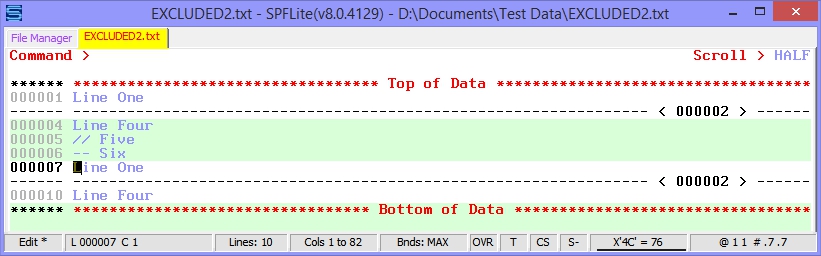 EXCLUDED2.txt - SPFLite(v8.0.4129) - D:\Documents\Test Data\EXCLUDED2.txt
File Manager EXCLUDED2.txt
Command > Scroll > HALF
****** ********************************** Top of Data ***********************************
000001 Line One
------ < 000002 > ------
000004 Line Four
000005 // Five
000006 -- Six
000007 Line One
------ < 000002 > ------
000010 Line Four
****** ********************************* Bottom of Data *********************************
Edit * L 000007 C 1 Lines: 10 Cols 1 to 82 Bnds: MAX OVR T CS S- X'4C' = 76 @ 1 1 # .7 .7